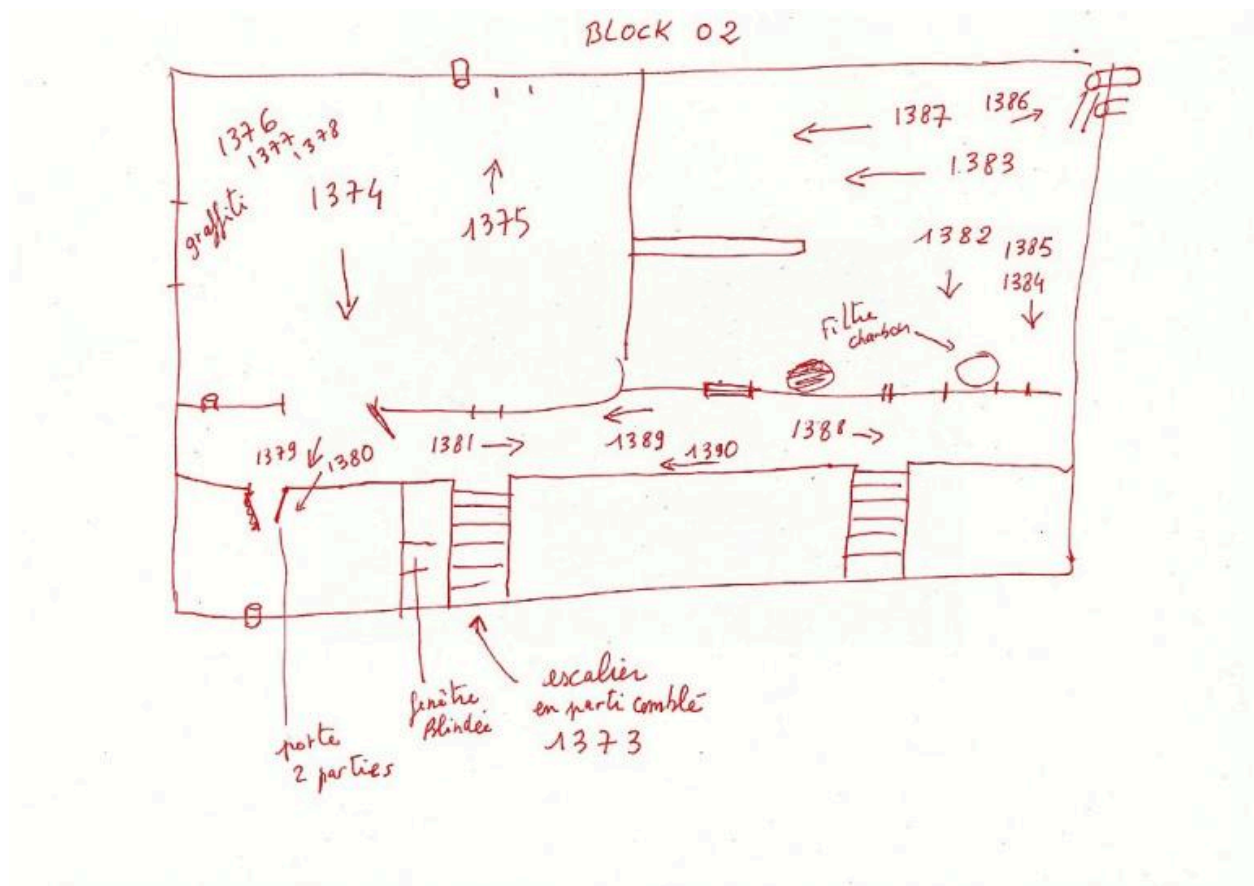 BLOCK 02
1387 1386
1383
1376
1377 1378
1374
1375
graffiti
1382
1385
1384
Filtre
charbon
1379 1380
1381
1389
1390
1388
escalier
en parti comblé
1373
fenêtre
Blindée
porte
2 parties